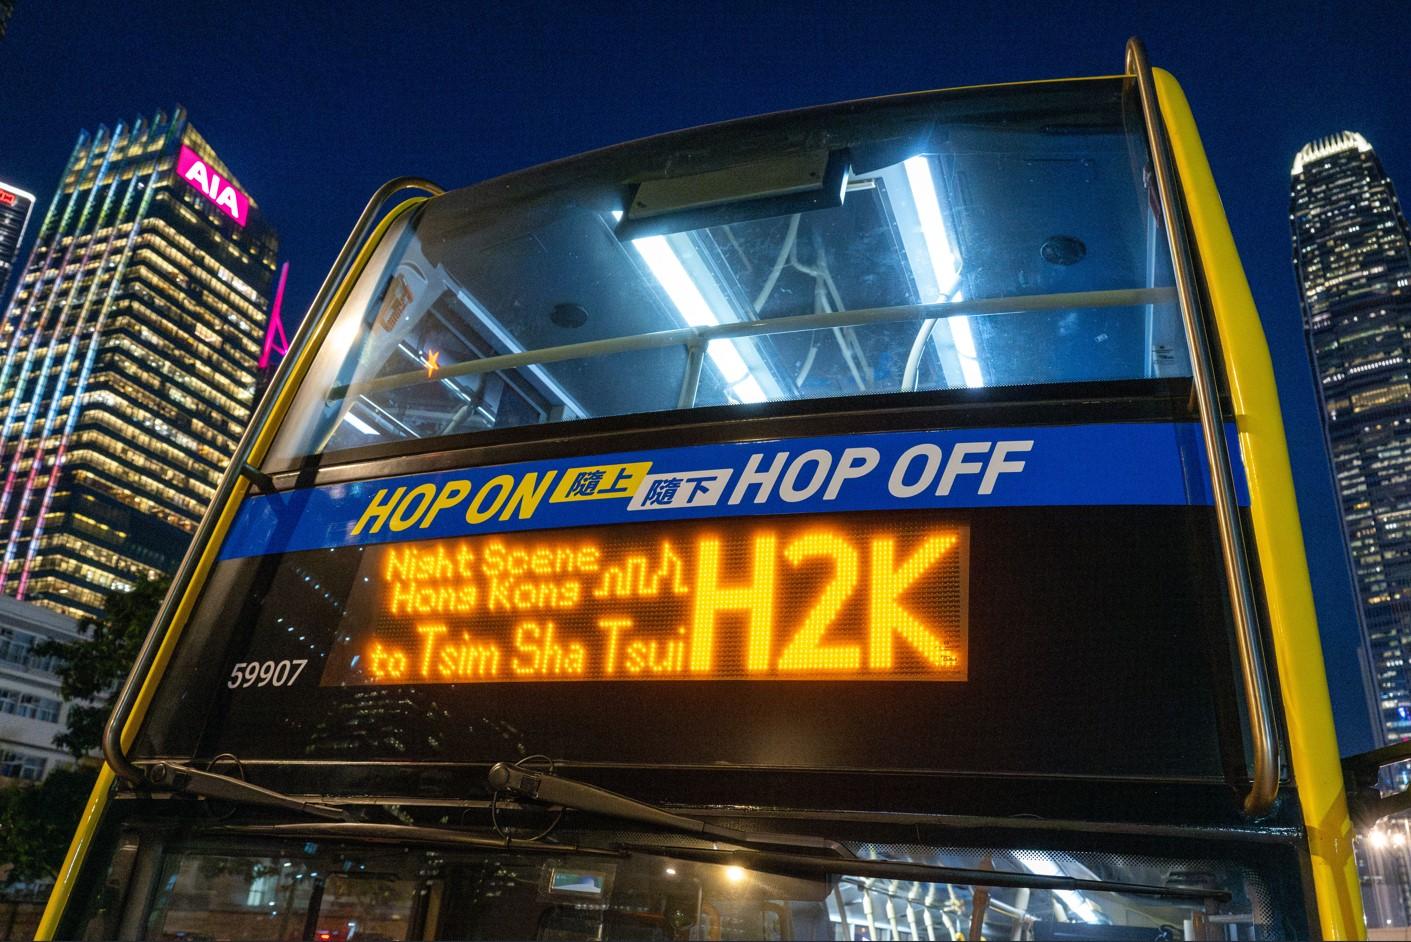 AIA
HOP ON 隨上 隨下 HOP OFF
Night Scene
Hong Kong
to Tsim Sha Tsui
H2K
59907